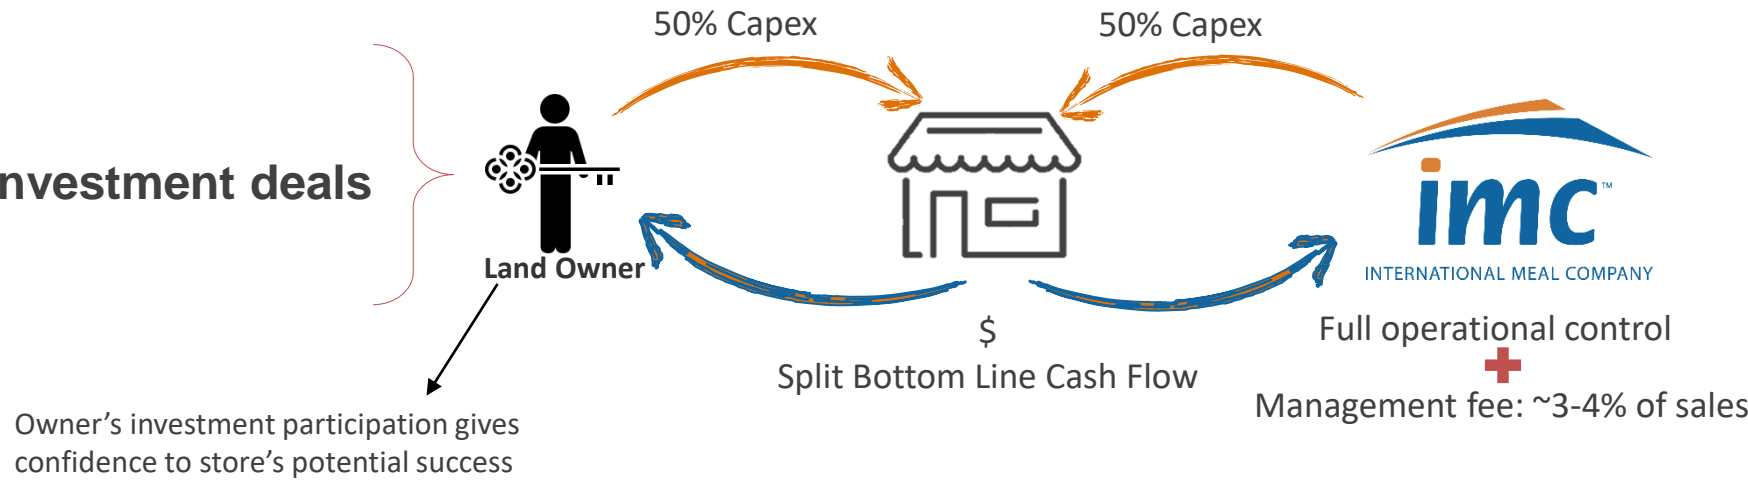 50% Capex
50% Capex
nvestment deals
Land Owner
imc™
INTERNATIONAL MEAL COMPANY
$
Split Bottom Line Cash Flow
Full operational control
Management fee: ~3-4% of sales
Owner’s investment participation gives
confidence to store’s potential success